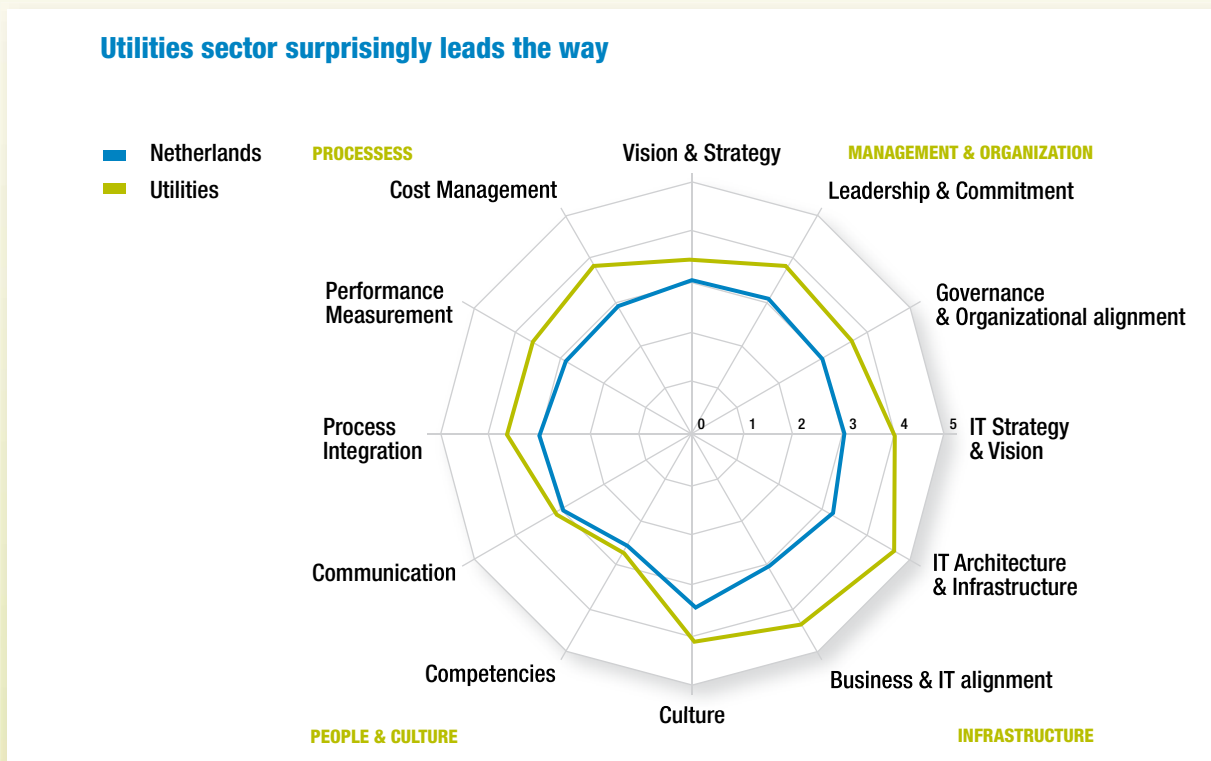 Utilities sector surprisingly leads the way
Netherlands
Utilities
PROCESSESS
Vision & Strategy
MANAGEMENT & ORGANIZATION
Cost Management
Leadership & Commitment
Performance
Measurement
Governance
& Organizational alignment
Process
Integration
0 1 2 3 4 5
IT Strategy
& Vision
Communication
IT Architecture
& Infrastructure
Competencies
Business & IT alignment
Culture
PEOPLE & CULTURE
INFRASTRUCTURE